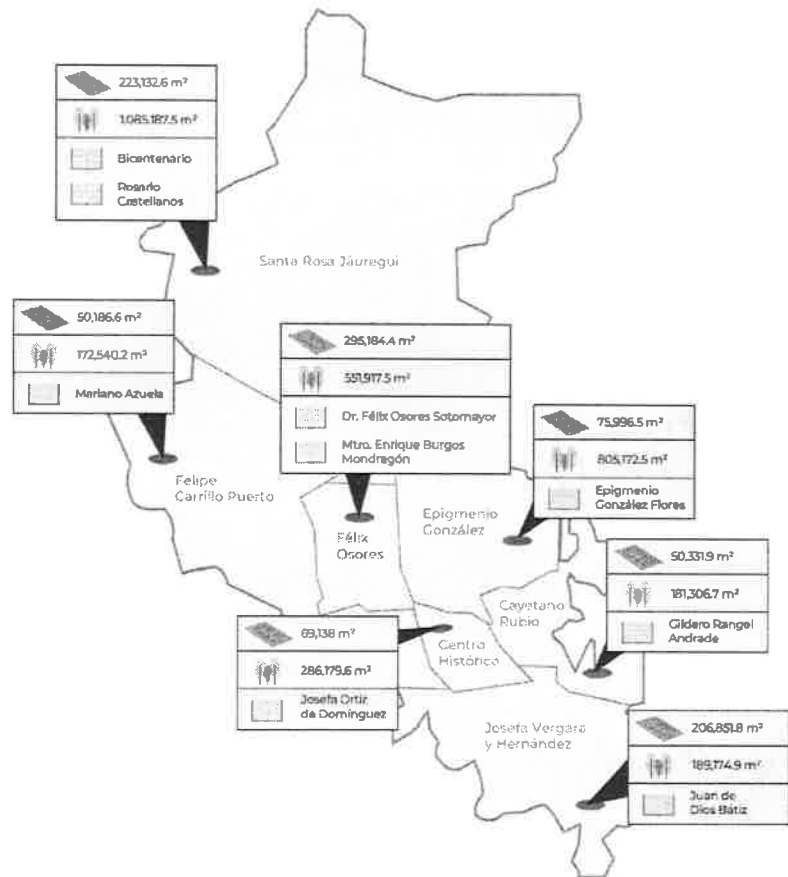 223,132.6 m²
1,085,187.5 m²
Bicentenario
Rosario
Castellanos
Santa Rosa Jáuregui
50,186.6 m²
172,540.2 m²
Mariano Azuela
295,184.4 m²
551,917.5 m²
Dr. Félix Osores Sotomayor
Mtro. Enrique Burgos
Mondragón
75,996.5 m²
805,172.5 m²
Epigmenio
González Flores
Felipe
Carrillo Puerto
Félix
Osores
Epigmenio
González
50,331.9 m²
181,306.7 m²
Gildero Rangel
Andrade
Cayetano
Rubio
Centro
Histórico
69,138 m²
286,179.6 m²
Josefa Ortiz
de Domínguez
Josefa Vergara
y Hernández
206,851.8 m²
189,174.9 m²
Juan de
Dios Bátiz